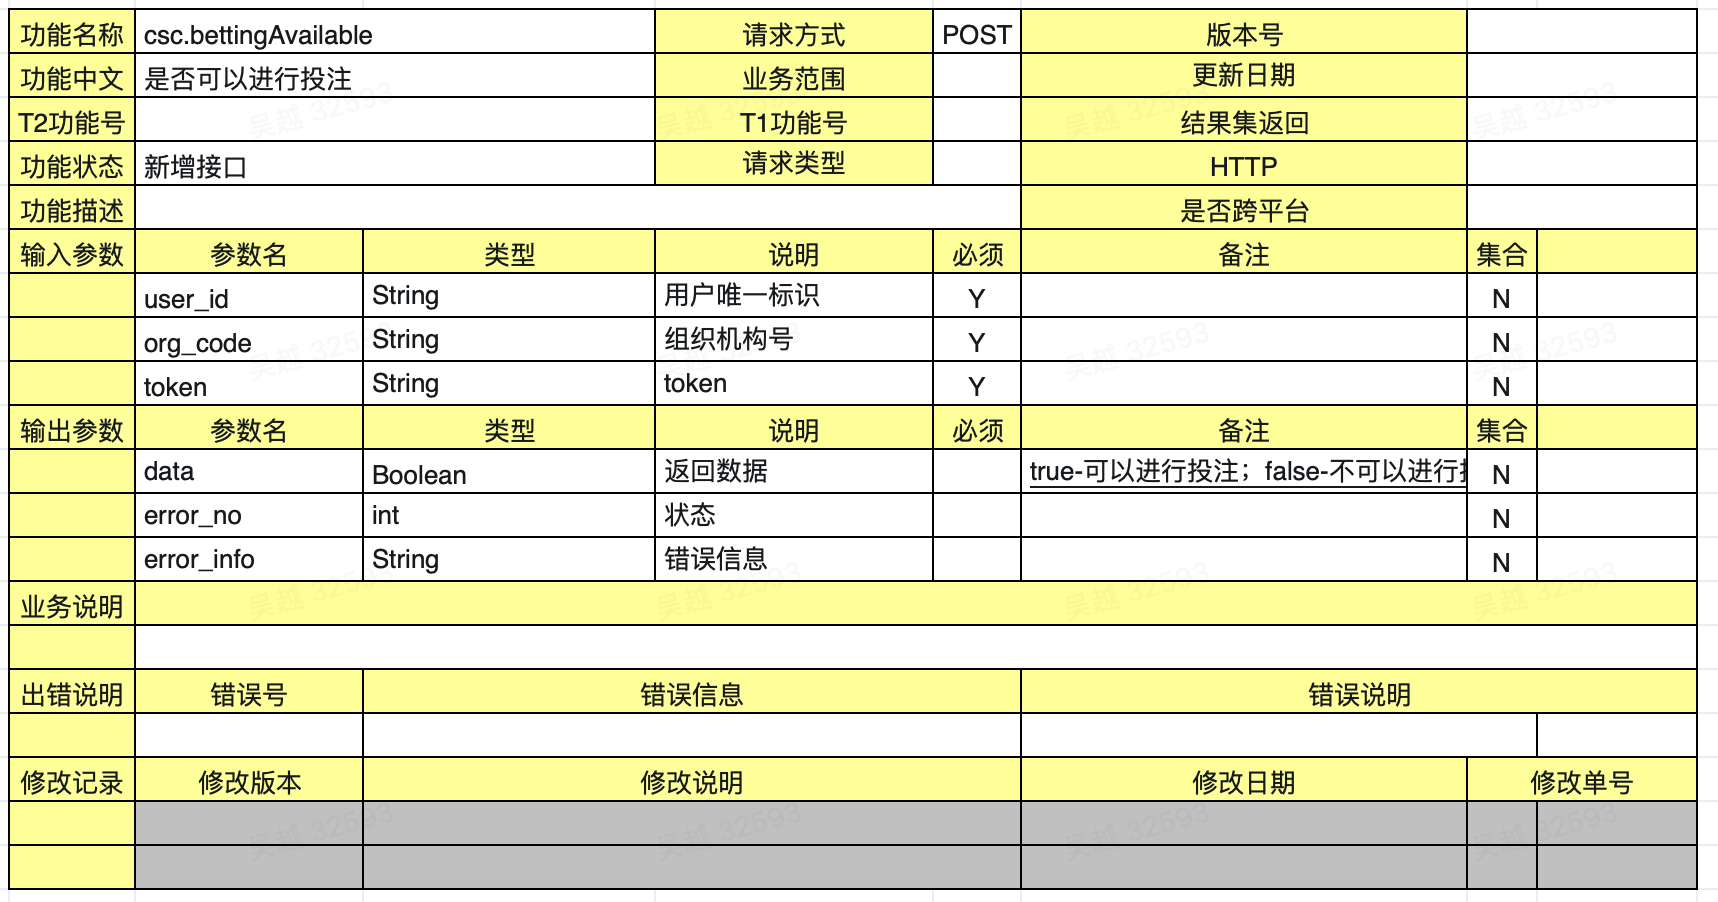 功能名称 csc.bettingAvailable 请求方式 POST 版本号
功能中文 是否可以进行投注 业务范围 更新日期
T2功能号 T1功能号 结果集返回
功能状态 新增接口 请求类型 HTTP
功能描述 是否跨平台
输入参数 参数名 类型 说明 必须 备注 集合
user_id String 用户唯一标识 Y N
org_code String 组织机构号 Y N
token String token Y N
输出参数 参数名 类型 说明 必须 备注 集合
data Boolean 返回数据 true-可以进行投注；false-不可以进行 N
error_no int 状态 N
error_info String 错误信息 N
业务说明
出错说明 错误号 错误信息 错误说明
修改记录 修改版本 修改说明 修改日期 修改单号
吴越 32593